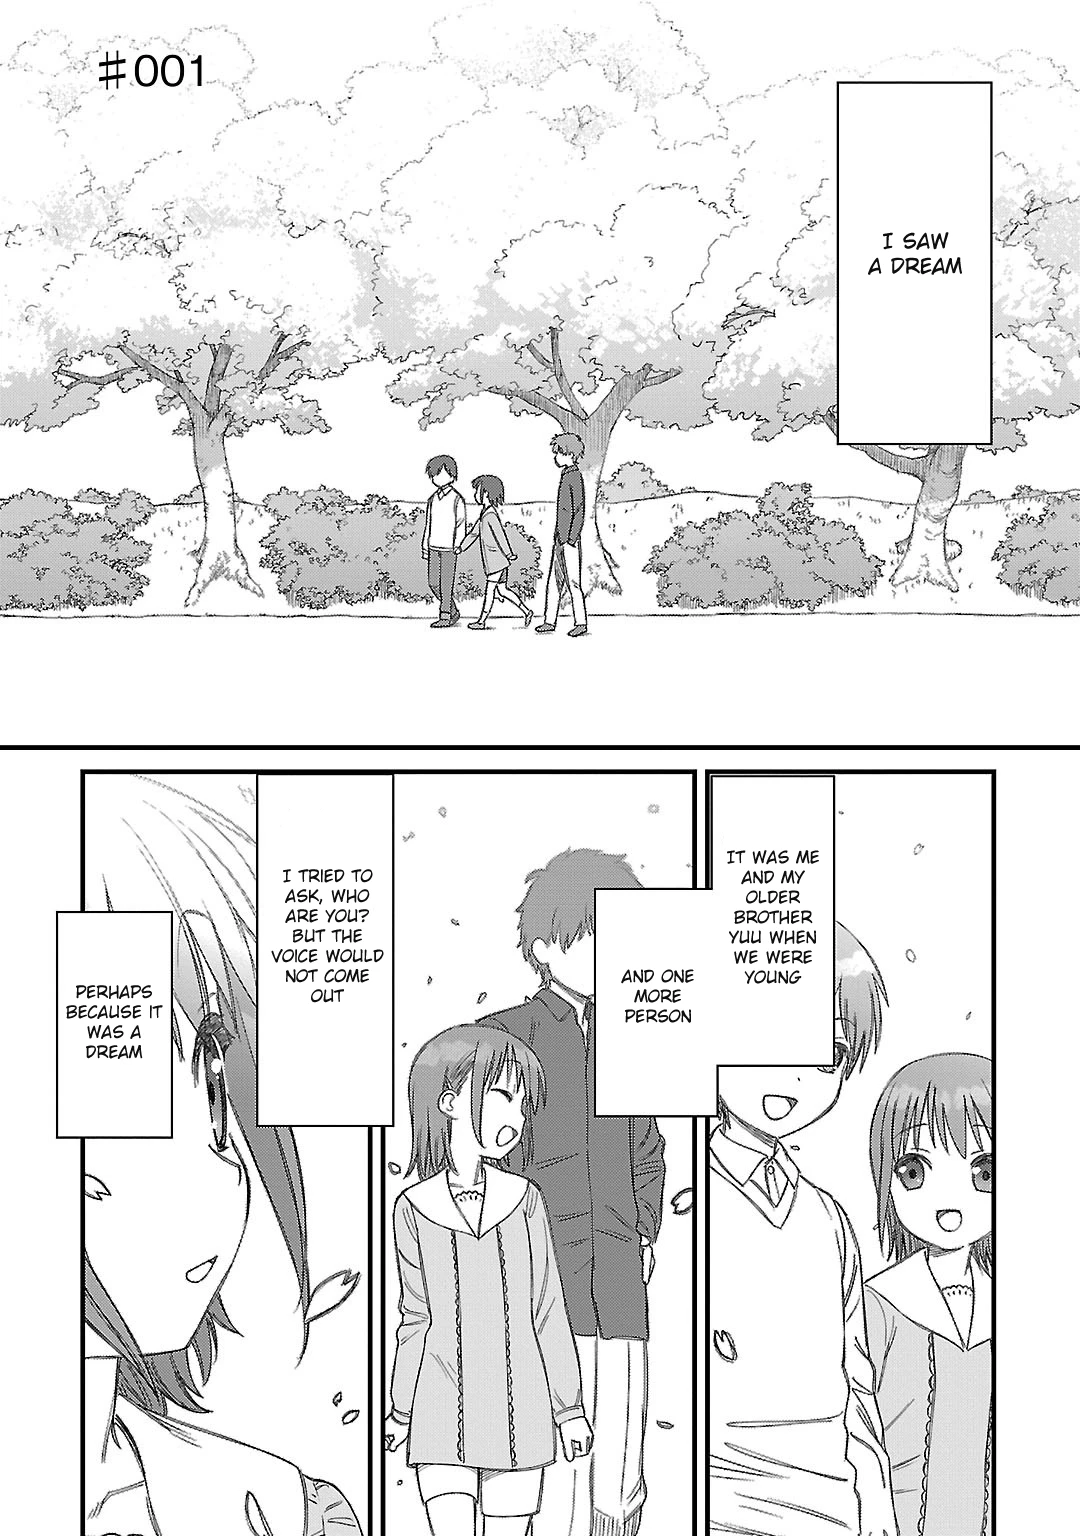 #001
I SAW
A DREAM
IT WAS ME
AND MY
OLDER
BROTHER
YUU WHEN
WE WERE
YOUNG
AND ONE
MORE
PERSON
I TRIED TO
ASK, WHO
ARE YOU?
BUT THE
VOICE WOULD
NOT COME
OUT
PERHAPS
BECAUSE IT
WAS A
DREAM